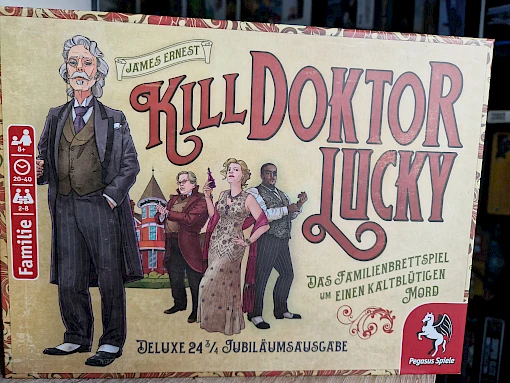 JAMES ERNEST
KILL DOKTOR
LUCKY
DAS FAMILIENBRETTSPIEL
UM EINEN KALTBLÜTIGEN
MORD
DELUXE 24 3/4 JUBILÄUMSAUSGABE
8+
20-40
2-8
Familie
Pegasus Spiele